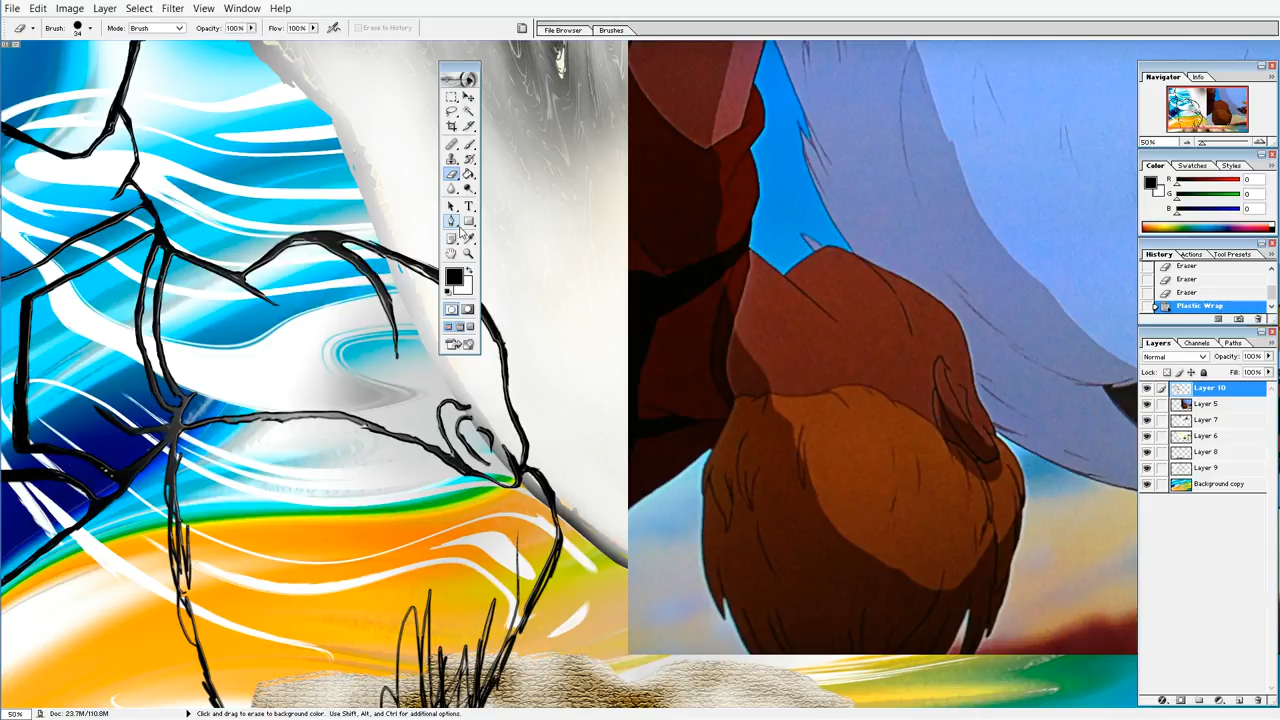 File Edit Image Layer Select Filter View Window Help
Brush: 34 Mode: Brush Opacity: 100% Flow: 100% Erase to History File Browser Brushes
Navigator Info
50%
Color Swatches Styles
R 0
G 0
B 0
History Actions Tool Presets
Eraser
Eraser
Eraser
Plastic Wrap
Layers Channels Paths
Normal Opacity: 100%
Lock: Fill: 100%
Layer 10
Layer 5
Layer 7
Layer 6
Layer 8
Layer 9
Background copy
50% Doc: 23.7M/110.8M Click and drag to erase to background color. Use Shift, Alt, and Ctrl for additional options.